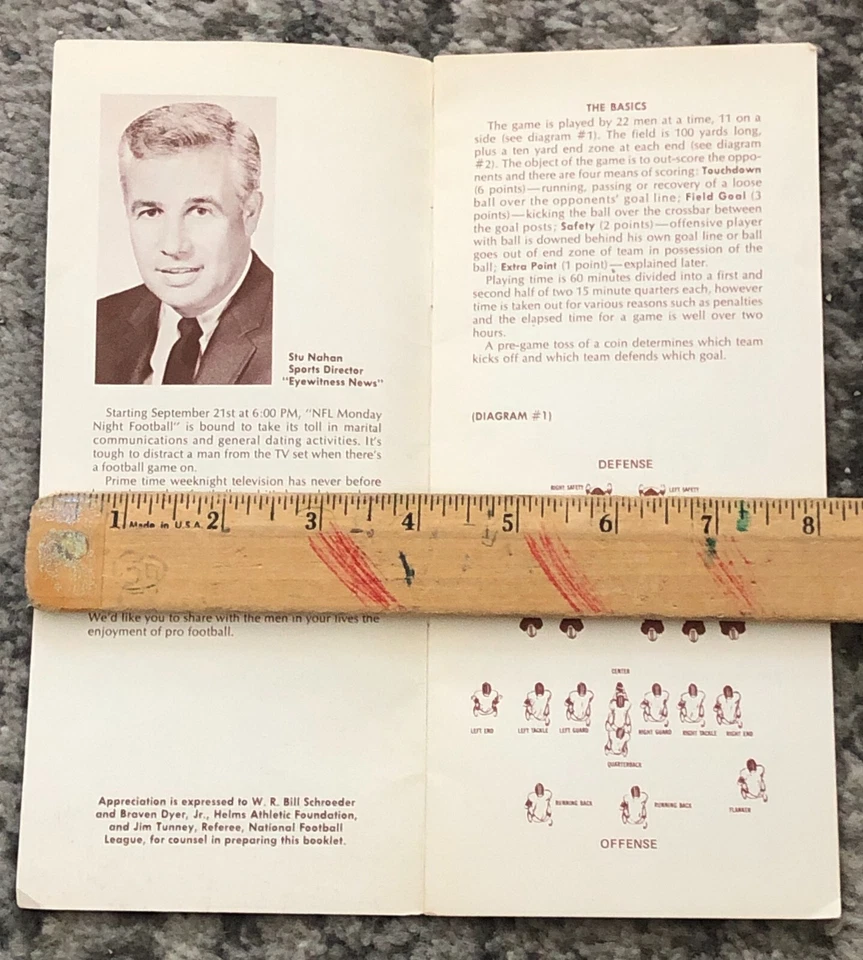 Stu Nahan
Sports Director
"Eyewitness News"
Starting September 21st at 6:00 PM, "NFL Monday
Night Football" is bound to take its toll in marital
communications and general dating activities. It's
tough to distract a man from the TV set when there's
a football game on.
Prime time weeknight television has never before
1 Made in U.S.A. 2 3 4 5 6 7 8
We'd like you to share with the men in your lives the
enjoyment of pro football.
Appreciation is expressed to W. R. Bill Schroeder
and Braven Dyer, Jr., Helms Athletic Foundation,
and Jim Tunney, Referee, National Football
League, for counsel in preparing this booklet.
THE BASICS
The game is played by 22 men at a time, 11 on a
side (see diagram #1). The field is 100 yards long,
plus a ten yard end zone at each end (see diagram
#2). The object of the game is to out-score the oppo-
nents and there are four means of scoring: Touchdown
(6 points)—running, passing or recovery of a loose
ball over the opponents' goal line; Field Goal (3
points)—kicking the ball over the crossbar between
the goal posts; Safety (2 points)—offensive player
with ball is downed behind his own goal line or ball
goes out of end zone of team in possession of the
ball; Extra Point (1 point)—explained later.
Playing time is 60 minutes divided into a first and
second half of two 15 minute quarters each, however
time is taken out for various reasons such as penalties
and the elapsed time for a game is well over two
hours.
A pre-game toss of a coin determines which team
kicks off and which team defends which goal.
(DIAGRAM #1)
DEFENSE
RIGHT SAFETY LEFT SAFETY
CENTER
LEFT END LEFT TACKLE LEFT GUARD RIGHT GUARD RIGHT TACKLE RIGHT END
QUARTERBACK
RUNNING BACK RUNNING BACK FLANKER
OFFENSE